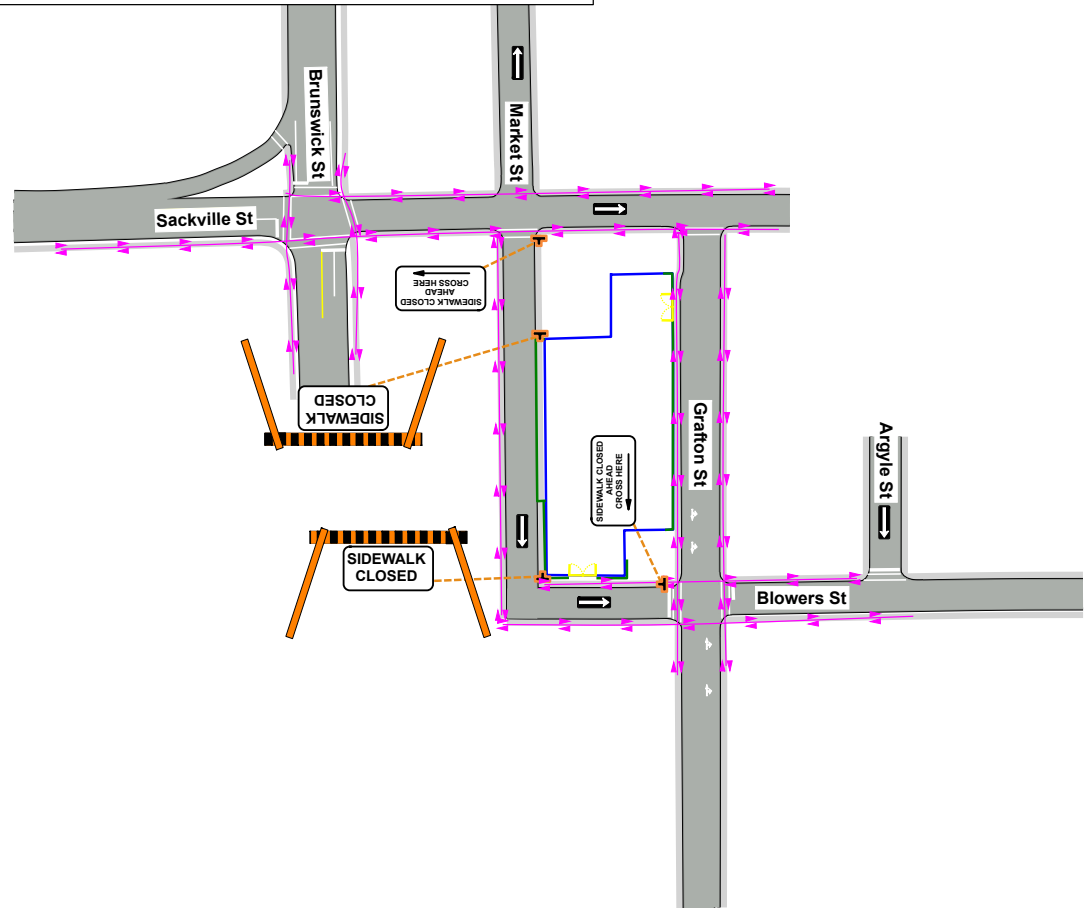 Brunswick St
Market St
Sackville St
SIDEWALK CLOSED
AHEAD
CROSS HERE
SIDEWALK
CLOSED
SIDEWALK CLOSED
AHEAD
CROSS HERE
Grafton St
Argyle St
SIDEWALK
CLOSED
Blowers St